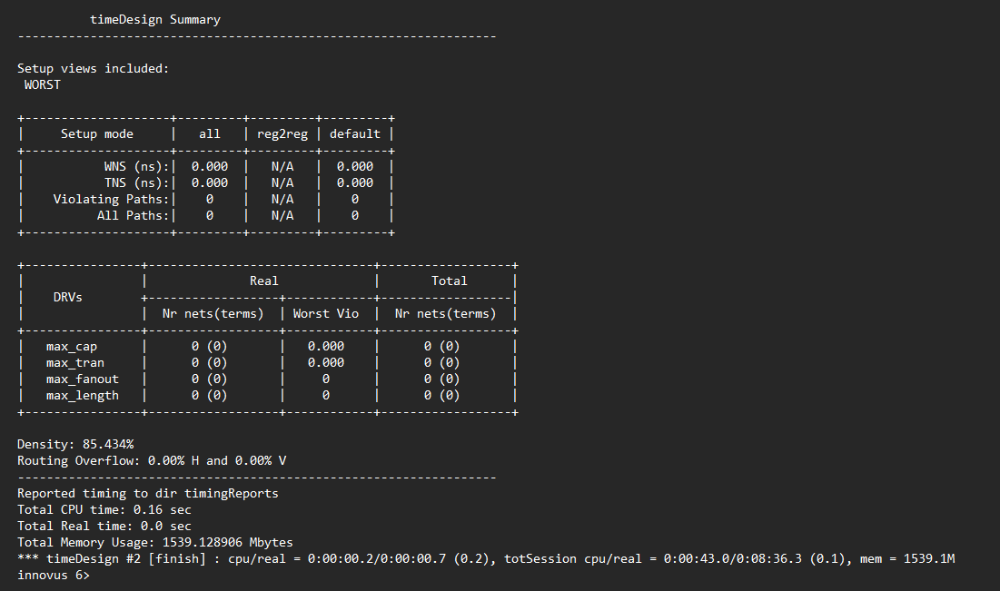 timeDesign Summary
------------------------------------------------------------------

Setup views included:
 WORST

+--------------------+---------+---------+---------+
|     Setup mode     |   all   | reg2reg | default |
+--------------------+---------+---------+---------+
|           WNS (ns):|  0.000  |   N/A   |  0.000  |
|           TNS (ns):|  0.000  |   N/A   |  0.000  |
|    Violating Paths:|    0    |   N/A   |    0    |
|          All Paths:|    0    |   N/A   |    0    |
+--------------------+---------+---------+---------+

+----------------+-------------------------------+------------------+
|                |              Real             |       Total      |
|    DRVs        +------------------+------------+------------------|
|                |  Nr nets(terms)  | Worst Vio  |  Nr nets(terms)  |
+----------------+------------------+------------+------------------+
|   max_cap      |      0 (0)       |   0.000    |      0 (0)       |
|   max_tran     |      0 (0)       |   0.000    |      0 (0)       |
|   max_fanout   |      0 (0)       |     0      |      0 (0)       |
|   max_length   |      0 (0)       |     0      |      0 (0)       |
+----------------+------------------+------------+------------------+

Density: 85.434%
Routing Overflow: 0.00% H and 0.00% V
------------------------------------------------------------------
Reported timing to dir timingReports
Total CPU time: 0.16 sec
Total Real time: 0.0 sec
Total Memory Usage: 1539.128906 Mbytes
*** timeDesign #2 [finish] : cpu/real = 0:00:00.2/0:00:00.7 (0.2), totSession cpu/real = 0:00:43.0/0:08:36.3 (0.1), mem = 1539.1M
innovus 6>